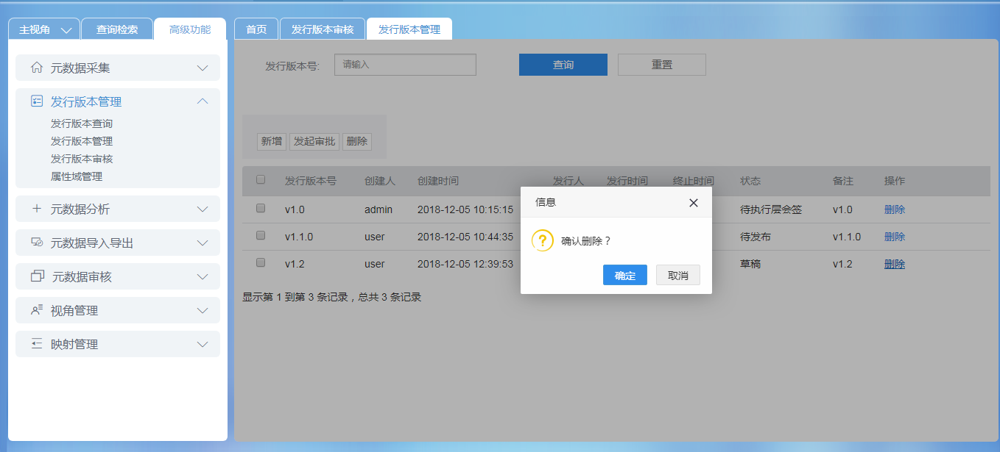 主视角 查询检索 高级功能 首页 发行版本审核 发行版本管理
元数据采集
发行版本管理
发行版本查询
发行版本管理
发行版本审核
属性域管理
元数据分析
元数据导入导出
元数据审核
视角管理
映射管理
发行版本号: 请输入 查询 重置
新增 发起审批 删除
发行版本号 创建人 创建时间 发行人 发行时间 终止时间 状态 备注 操作
v1.0 admin 2018-12-05 10:15:15 待执行层会签 v1.0 删除
v1.1.0 user 2018-12-05 10:44:35 待发布 v1.1.0 删除
v1.2 user 2018-12-05 12:39:53 草稿 v1.2 删除
显示第 1 到第 3 条记录，总共 3 条记录
信息
确认删除？
确定 取消